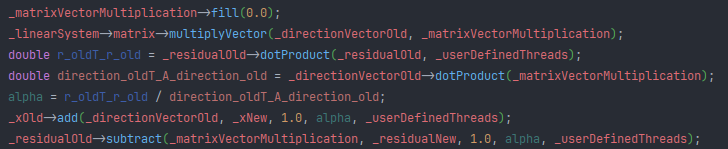 _matrixVectorMultiplication->fill(0.0);
_linearSystem->matrix->multiplyVector(_directionVectorOld, _matrixVectorMultiplication);
double r_oldT_r_old = _residualOld->dotProduct(_residualOld, _userDefinedThreads);
double direction_oldT_A_direction_old = _directionVectorOld->dotProduct(_matrixVectorMultiplication);
alpha = r_oldT_r_old / direction_oldT_A_direction_old;
_xOld->add(_directionVectorOld, _xNew, 1.0, alpha, _userDefinedThreads);
_residualOld->subtract(_matrixVectorMultiplication, _residualNew, 1.0, alpha, _userDefinedThreads);